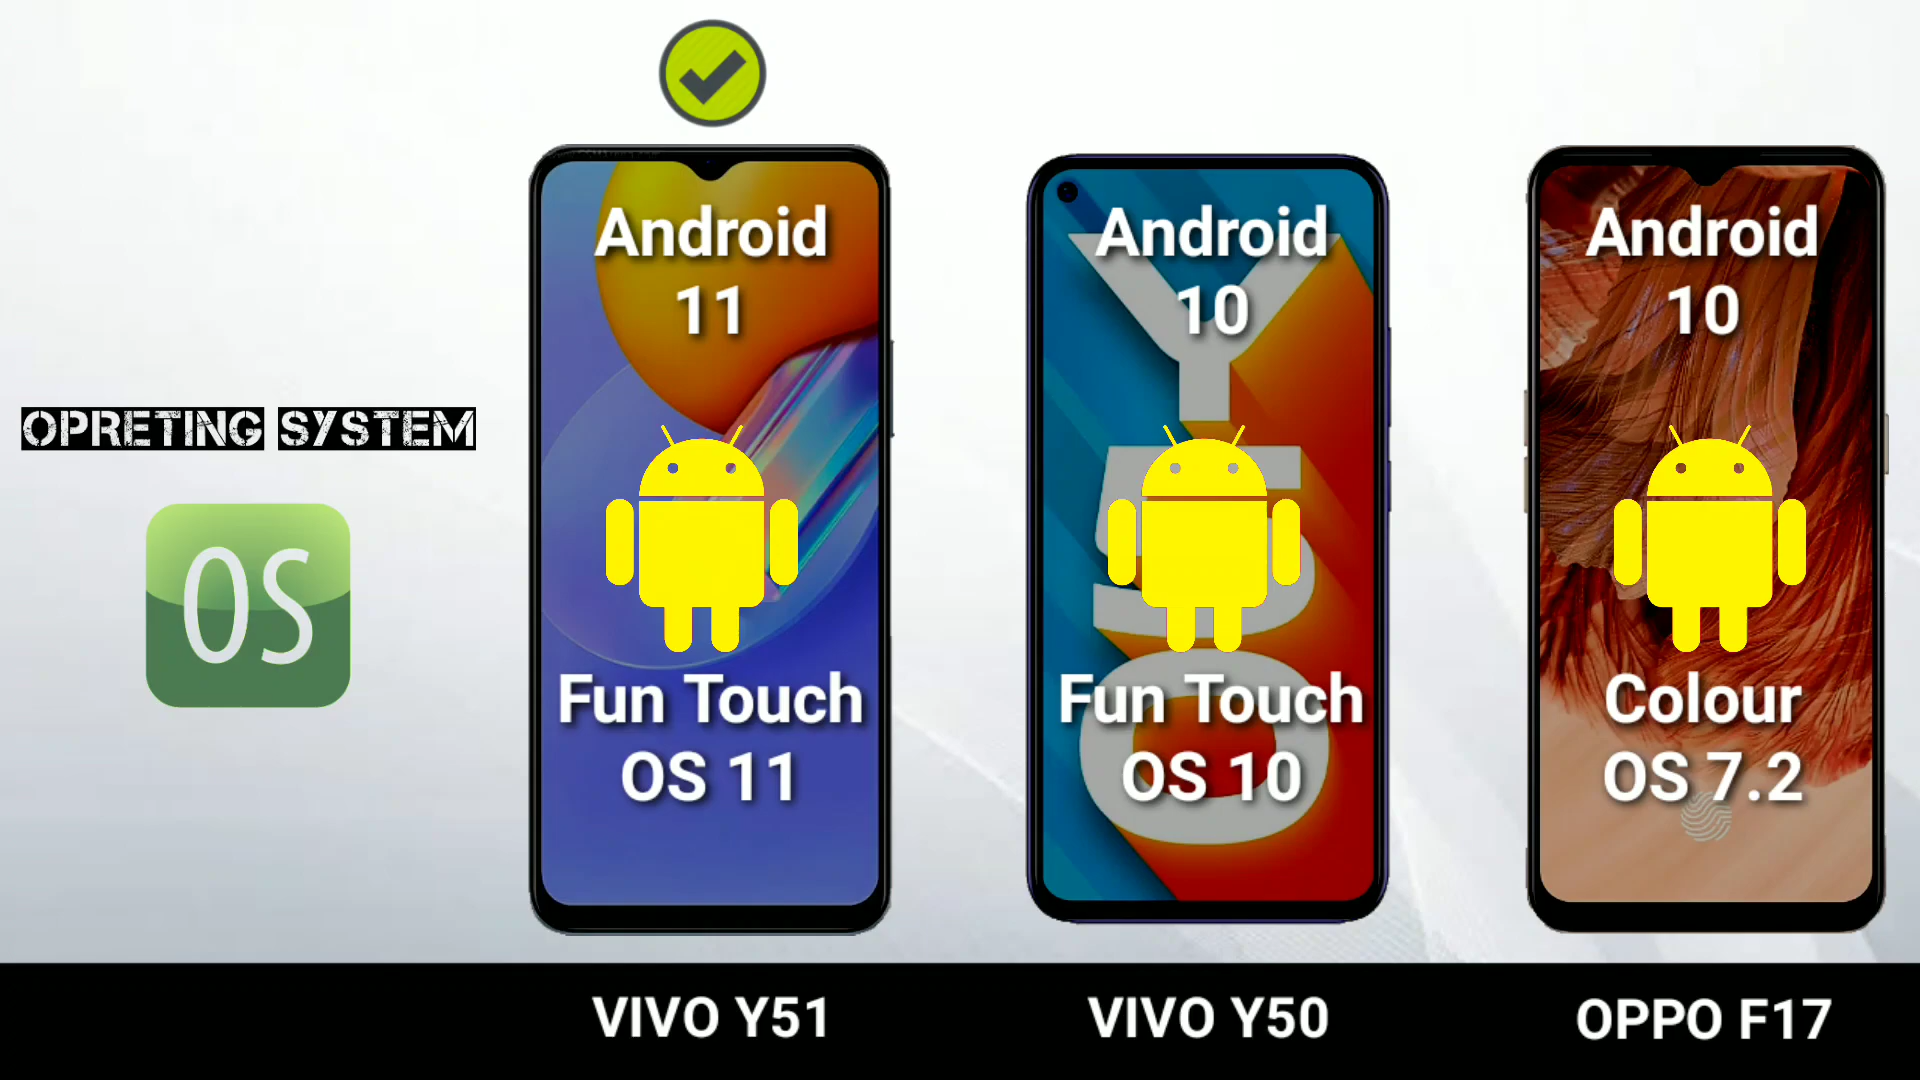 Android
11
Android
10
Android
10
OPRETING SYSTEM
OS
Y50
Fun Touch
OS 11
Fun Touch
OS 10
Colour
OS 7.2
VIVO Y51
VIVO Y50
OPPO F17